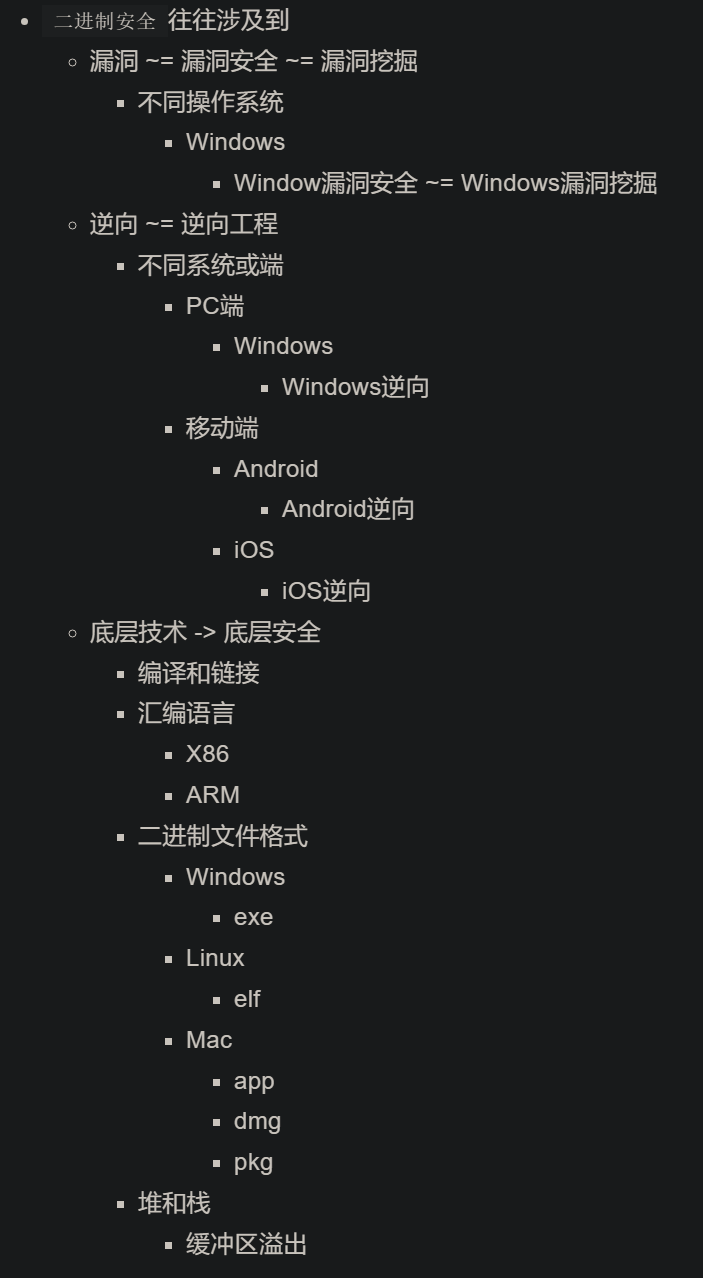 二进制安全 往往涉及到
漏洞 ~= 漏洞安全 ~= 漏洞挖掘
不同操作系统
Windows
Window漏洞安全 ~= Windows漏洞挖掘
逆向 ~= 逆向工程
不同系统或端
PC端
Windows
Windows逆向
移动端
Android
Android逆向
iOS
iOS逆向
底层技术 -> 底层安全
编译和链接
汇编语言
X86
ARM
二进制文件格式
Windows
exe
Linux
elf
Mac
app
dmg
pkg
堆和栈
缓冲区溢出